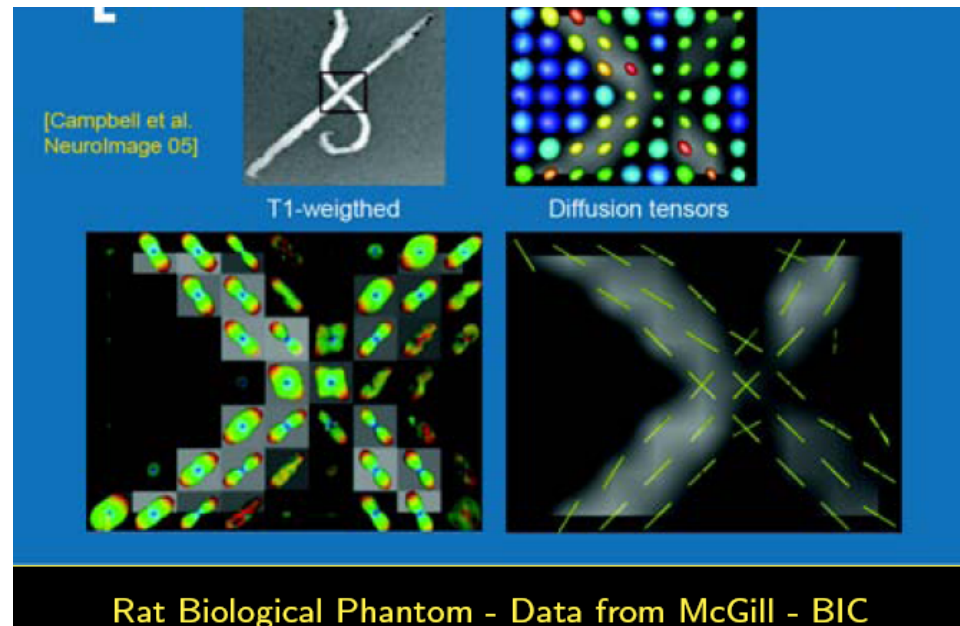 [Campbell et al.
NeuroImage 05]
T1-weigthed
Diffusion tensors
Rat Biological Phantom - Data from McGill - BIC